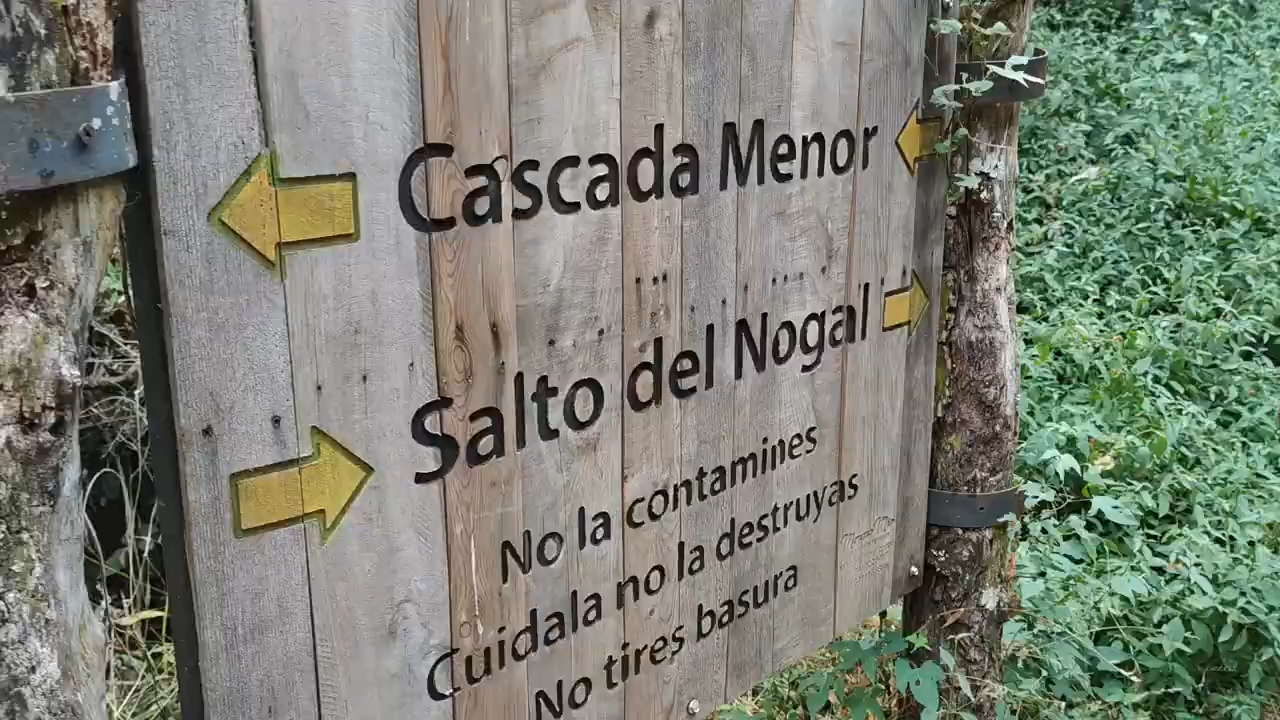 Cascada Menor
Salto del Nogal
No la contamines
Cuidala no la destruyas
No tires basura